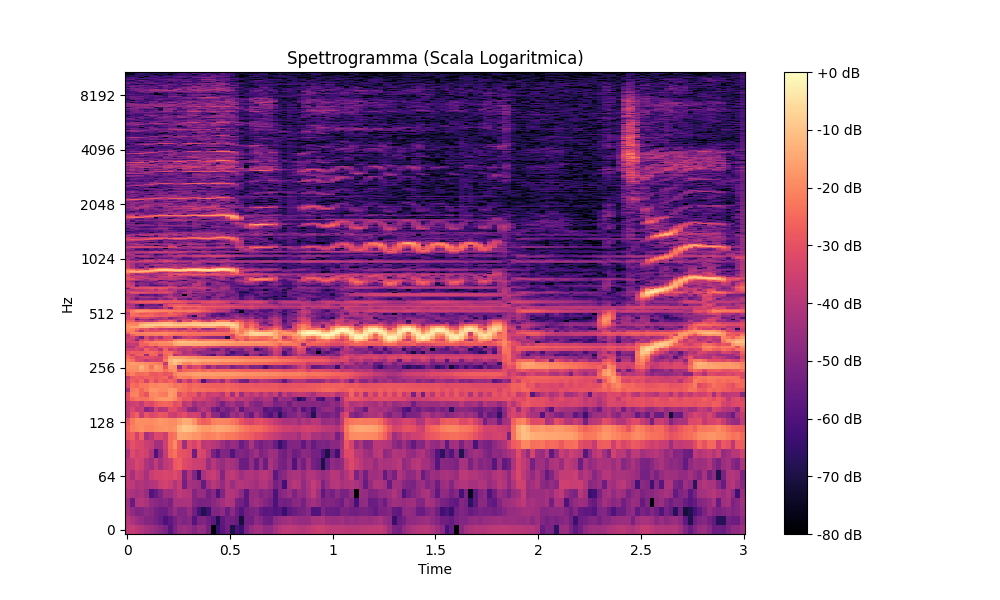 Spettrogramma (Scala Logaritmica)
Hz
8192
4096
2048
1024
512
256
128
64
0
0
0.5
1
1.5
2
2.5
3
Time
+0 dB
-10 dB
-20 dB
-30 dB
-40 dB
-50 dB
-60 dB
-70 dB
-80 dB